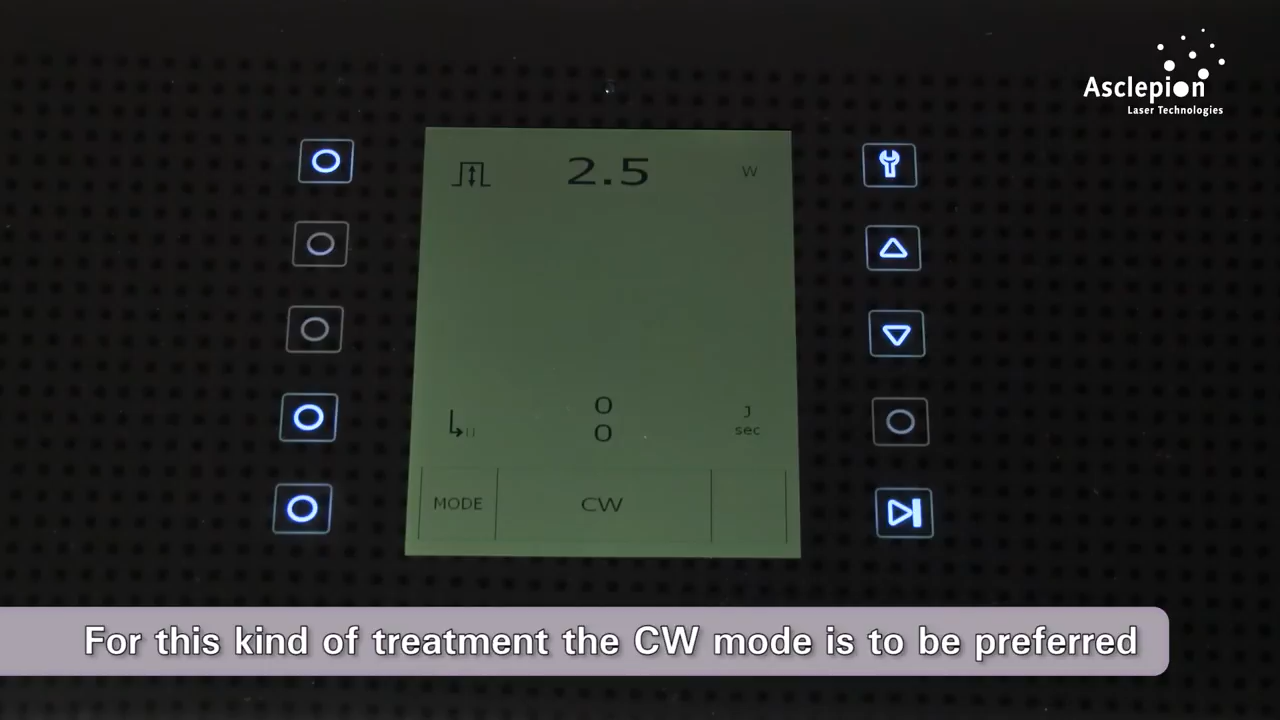 Asclepion
Laser Technologies
2.5 W
0 J
0 sec
MODE CW
For this kind of treatment the CW mode is to be preferred